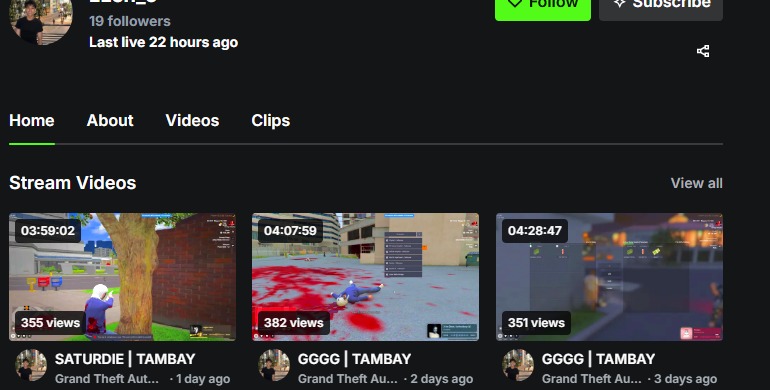 19 followers
Last live 22 hours ago
Follow
Subscribe
Home
About
Videos
Clips
Stream Videos
View all
03:59:02
355 views
04:07:59
382 views
04:28:47
351 views
SATURDIE | TAMBAY
Grand Theft Aut... · 1 day ago
GGGG | TAMBAY
Grand Theft Au... · 2 days ago
GGGG | TAMBAY
Grand Theft Au... · 3 days ago